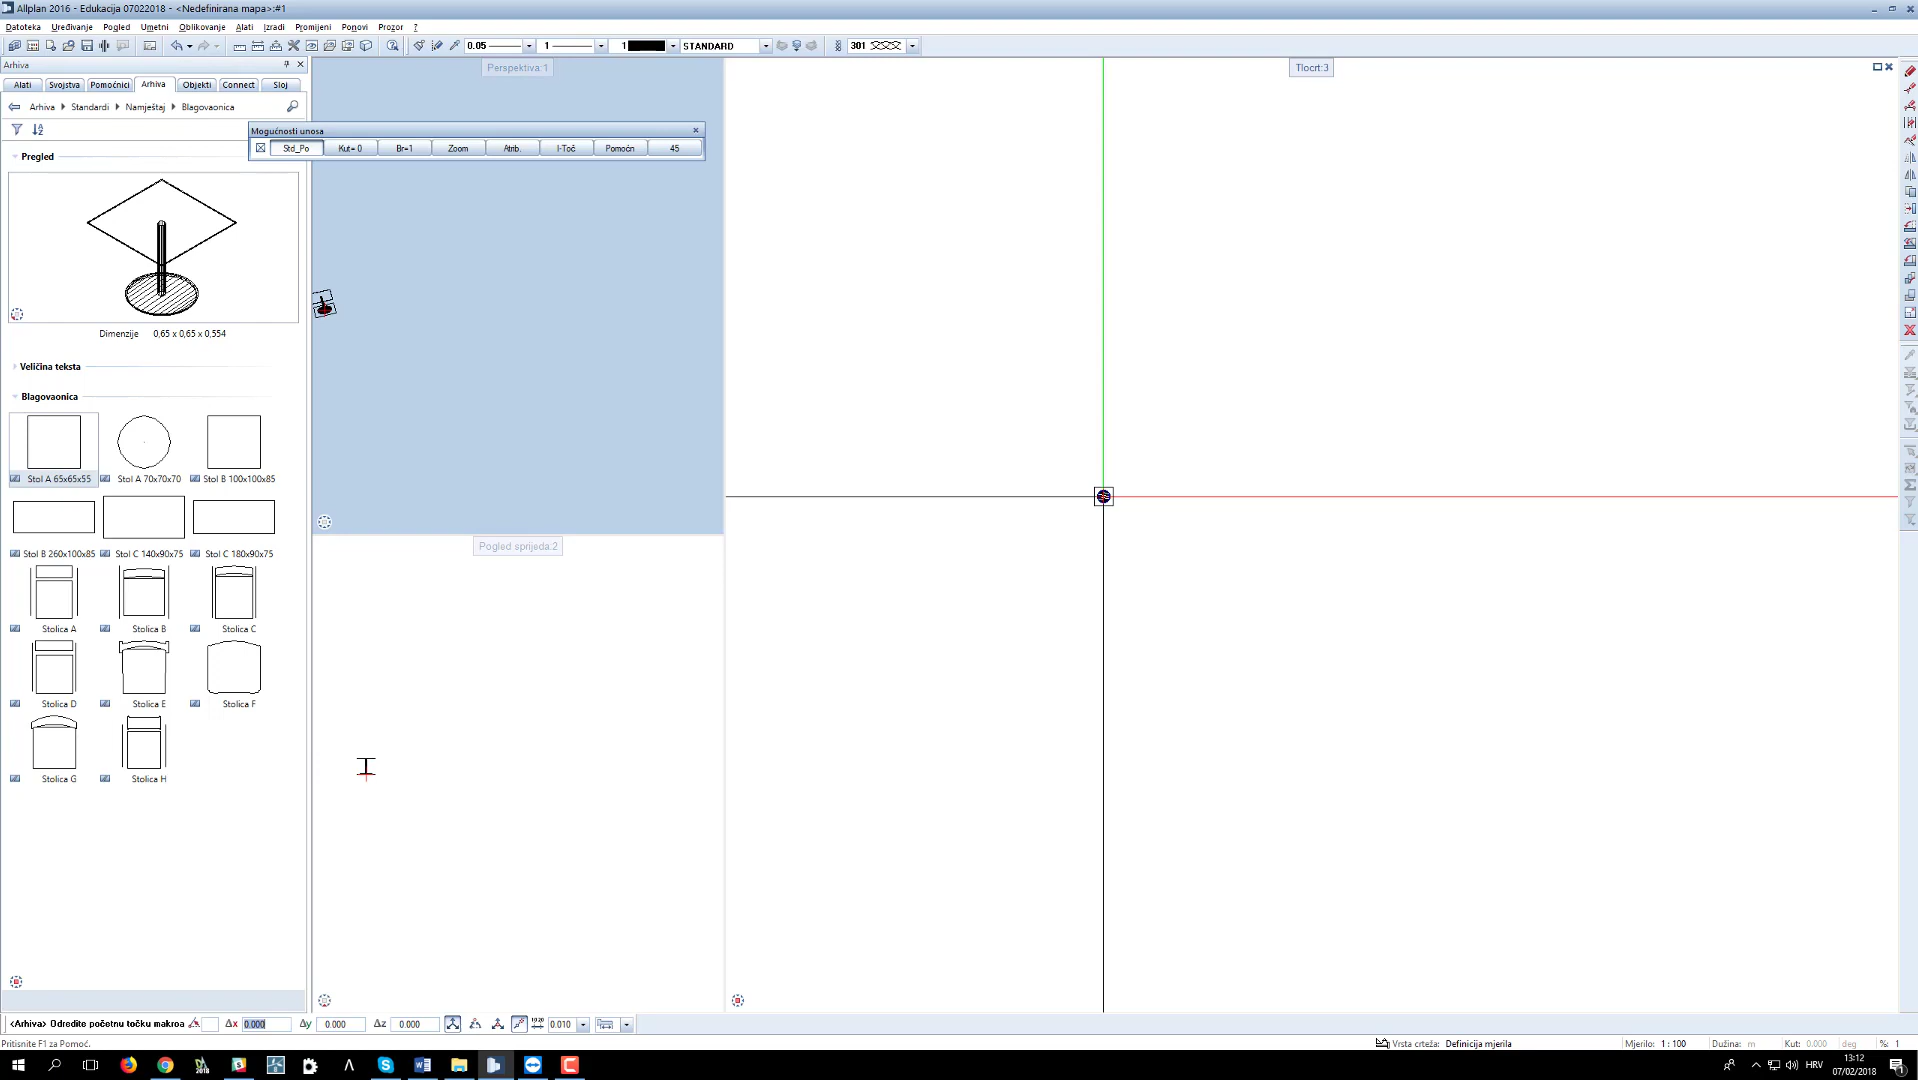 Allplan 2016 - Edukacija 07022018 - <Nedefinirana mapa>:#1
Datoteka Uređivanje Pogled Umetni Oblikovanje Alati Izradi Promijeni Ponovi Prozor ?
0.05 1 1 STANDARD 301
Arhiva
Alati Svojstva Pomoćnici Arhiva Objekti Connect Sloj
Arhiva Standardi Namještaj Blagovaonica
Pregled
Dimenzije 0,65 x 0,65 x 0,554
Veličina teksta
Blagovaonica
Stol A 65x65x55 Stol A 70x70x70 Stol B 100x100x85
Stol B 260x100x85 Stol C 140x90x75 Stol C 180x90x75
Stolica A Stolica B Stolica C
Stolica D Stolica E Stolica F
Stolica G Stolica H
Perspektiva:1
Mogućnosti unosa
Std_Po Kut= 0 Br=1 Zoom Atrib. I-Toč Pomoćn 45
Pogled sprijeda:2
Tlocrt:3
<Arhiva> Odredite početnu točku makroa Δx 0.000 Δy 0.000 Δz 0.000 0.010
Pritisnite F1 za Pomoć. Vrsta crteža: Definicija mjerila Mjerilo: 1 : 100 Dužina: m Kut: 0.000 deg %: 1
HRV 13:12
07/02/2018